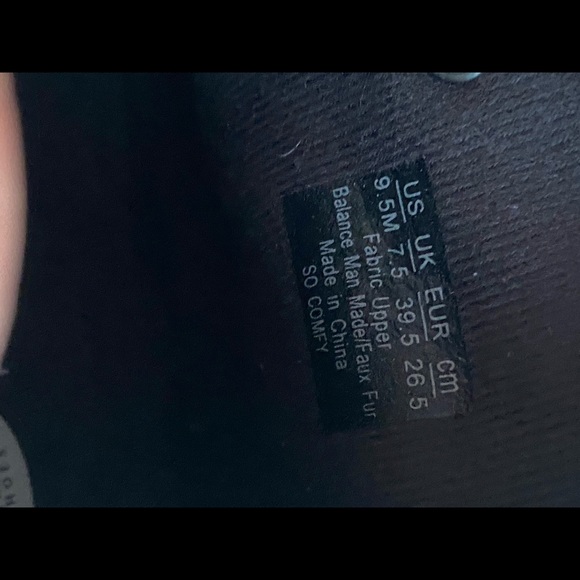 US UK EUR cm
9.5M 7.5 39.5 26.5
Fabric Upper
Balance Man Made/Faux Fur
Made in China
SO COMFY